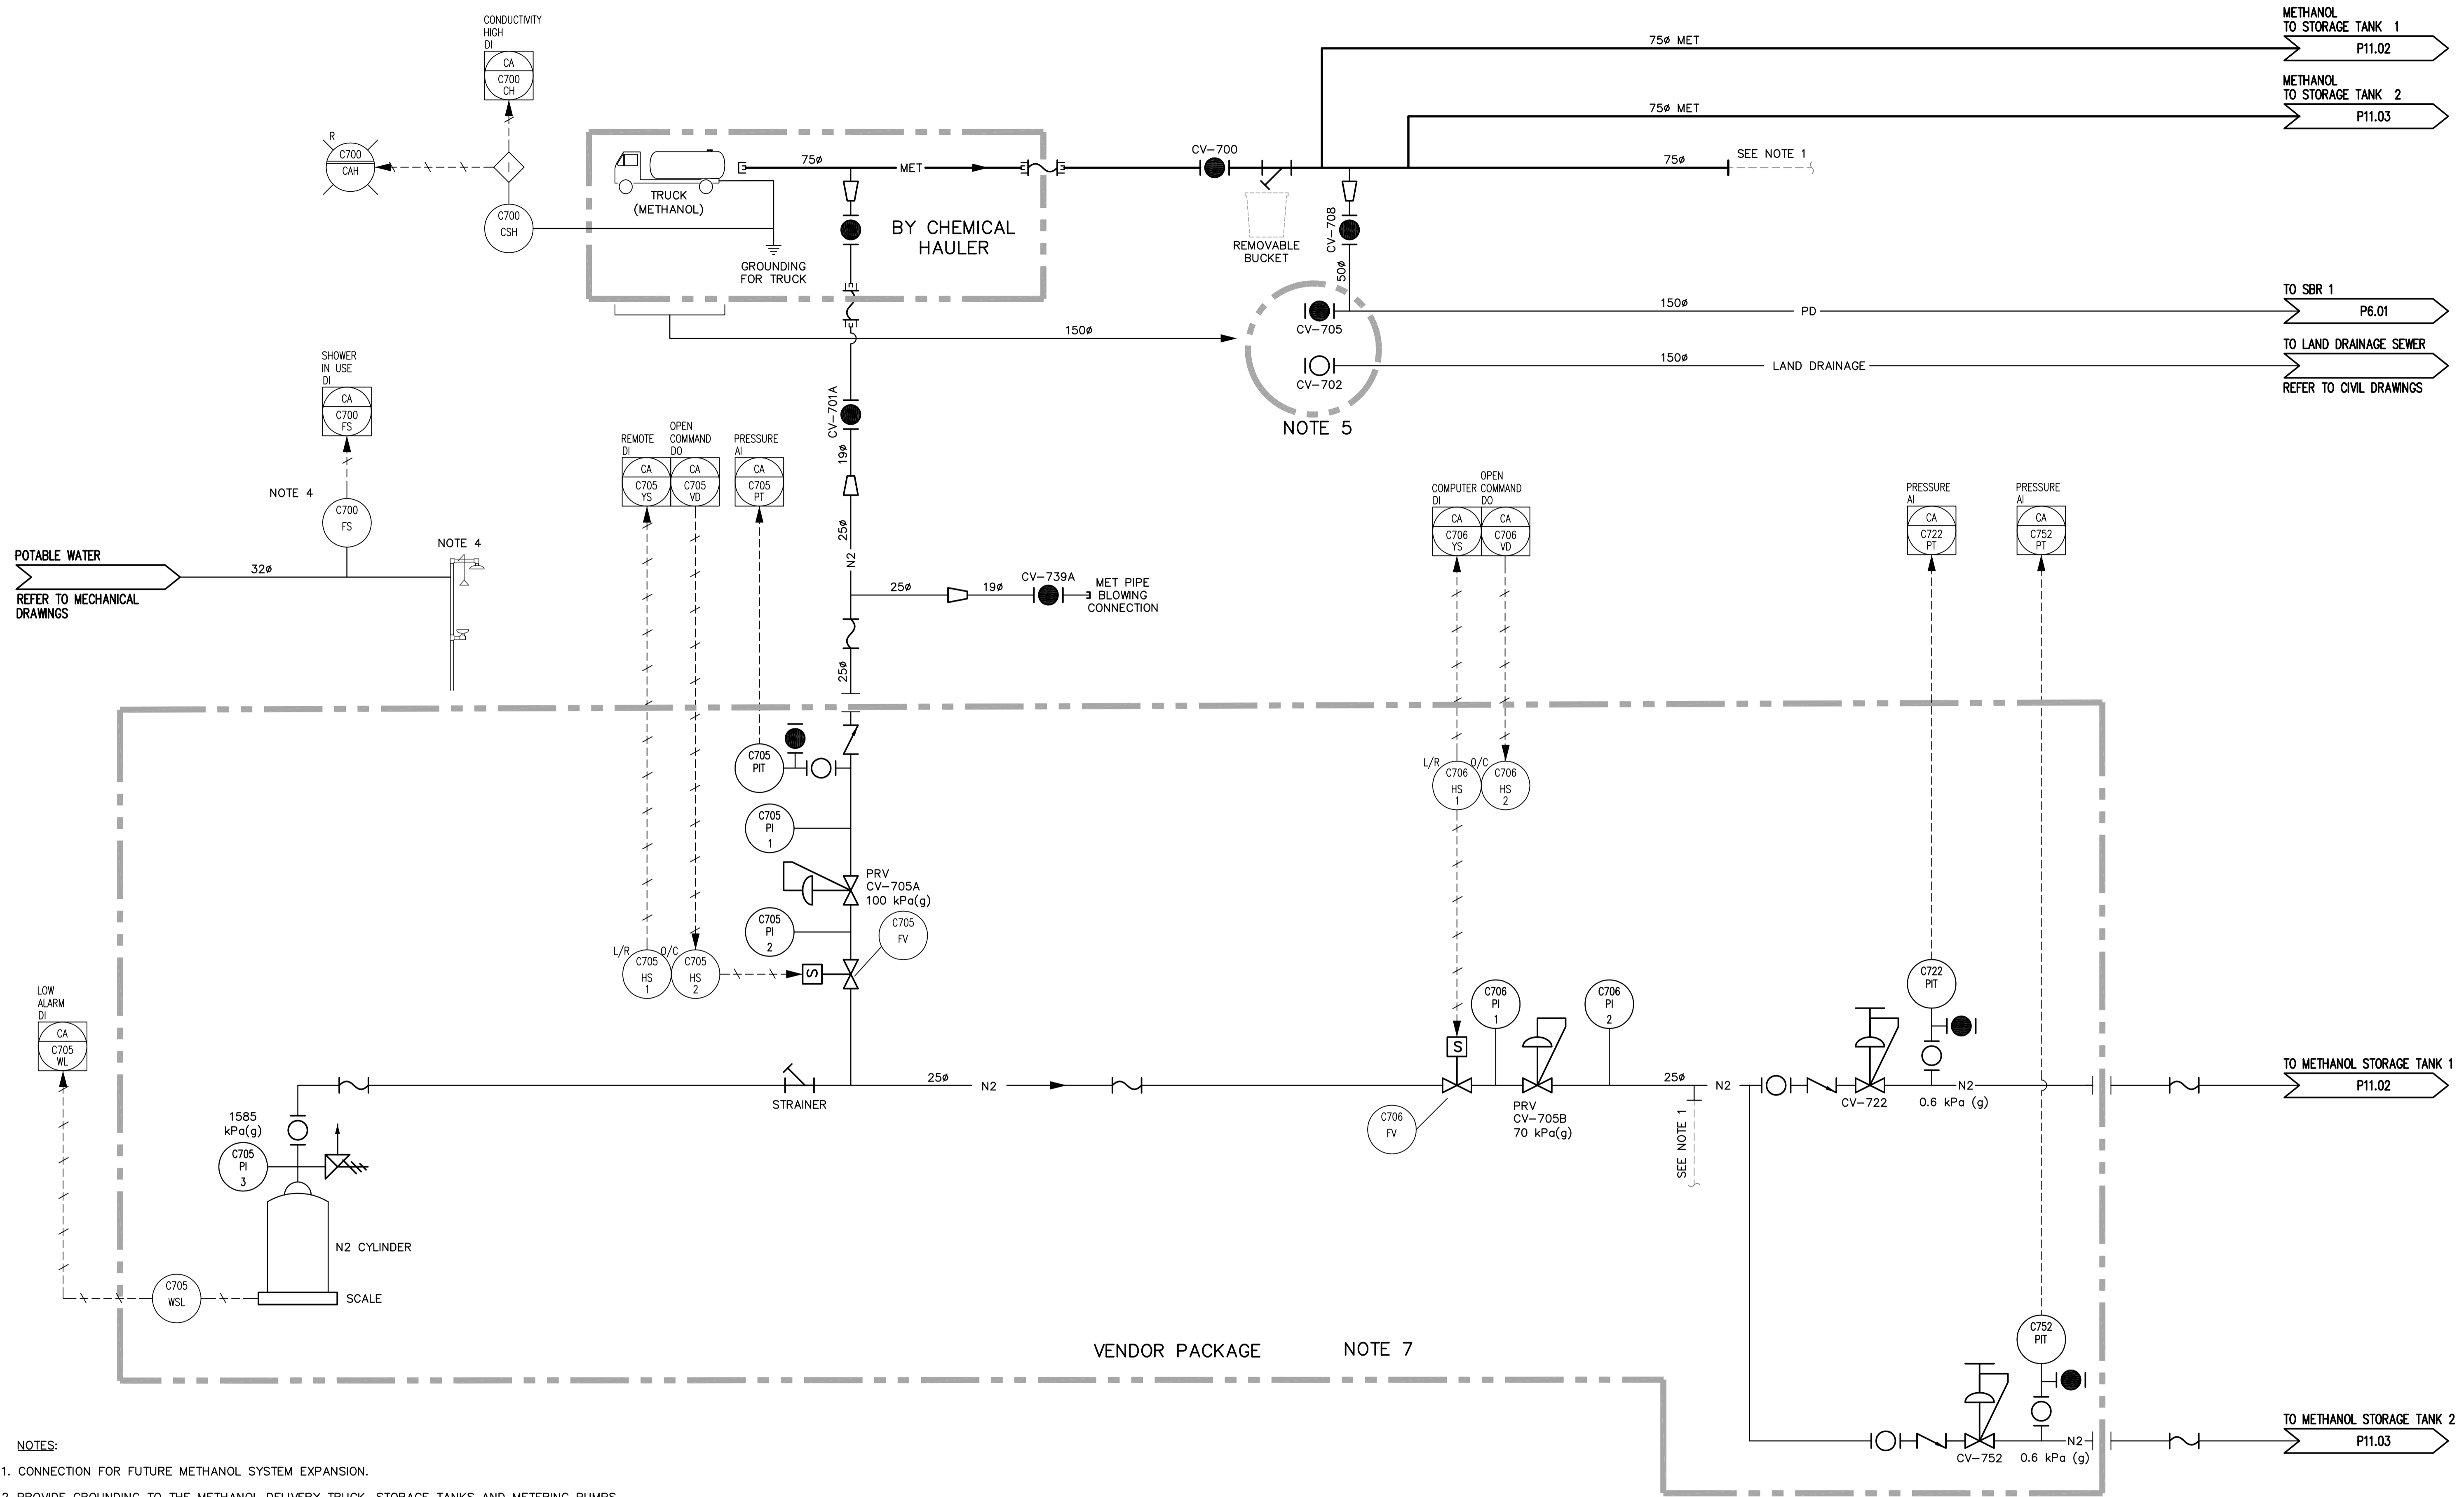 METHANOL
TO STORAGE TANK 1
P11.02
75ø MET
METHANOL
TO STORAGE TANK 2
P11.03
75ø MET
CONDUCTIVITY
HIGH
DI
CA
C700
CH
R
C700
CAH
I
C700
CSH
TRUCK
(METHANOL)
75ø
MET
GROUNDING
FOR TRUCK
BY CHEMICAL
HAULER
CV-700
REMOVABLE
BUCKET
75ø
SEE NOTE 1
CV-708
50ø
CV-705
150ø
PD
TO SBR 1
P6.01
CV-702
150ø
LAND DRAINAGE
TO LAND DRAINAGE SEWER
REFER TO CIVIL DRAWINGS
NOTE 5
150ø
SHOWER
IN USE
DI
CA
C700
FS
NOTE 4
C700
FS
NOTE 4
POTABLE WATER
REFER TO MECHANICAL
DRAWINGS
32ø
CV-701A
19ø
25ø
N2
25ø
19ø
CV-739A
MET PIPE
BLOWING
CONNECTION
25ø
REMOTE
DI
CA
C705
YS
OPEN
COMMAND
DO
CA
C705
VD
PRESSURE
AI
CA
C705
PT
COMPUTER
DI
CA
C706
YS
OPEN
COMMAND
DO
CA
C706
VD
PRESSURE
AI
CA
C722
PT
PRESSURE
AI
CA
C752
PT
C705
PIT
C705
PI
1
PRV
CV-705A
100 kPa(g)
C705
PI
2
C705
FV
L/R
C705
HS
1
O/C
C705
HS
2
S
L/R
C706
HS
1
O/C
C706
HS
2
LOW
ALARM
DI
CA
C705
WL
1585
kPa(g)
C705
PI
3
N2 CYLINDER
SCALE
C705
WSL
STRAINER
25ø
N2
S
C706
FV
C706
PI
1
PRV
CV-705B
70 kPa(g)
C706
PI
2
25ø
N2
SEE NOTE 1
CV-722
C722
PIT
N2
0.6 kPa (g)
TO METHANOL STORAGE TANK 1
P11.02
C752
PIT
CV-752
N2
0.6 kPa (g)
TO METHANOL STORAGE TANK 2
P11.03
VENDOR PACKAGE
NOTE 7
NOTES:
1. CONNECTION FOR FUTURE METHANOL SYSTEM EXPANSION.
2. PROVIDE GROUNDING TO THE METHANOL DELIVERY TRUCK, STORAGE TANKS AND METERING PUMPS